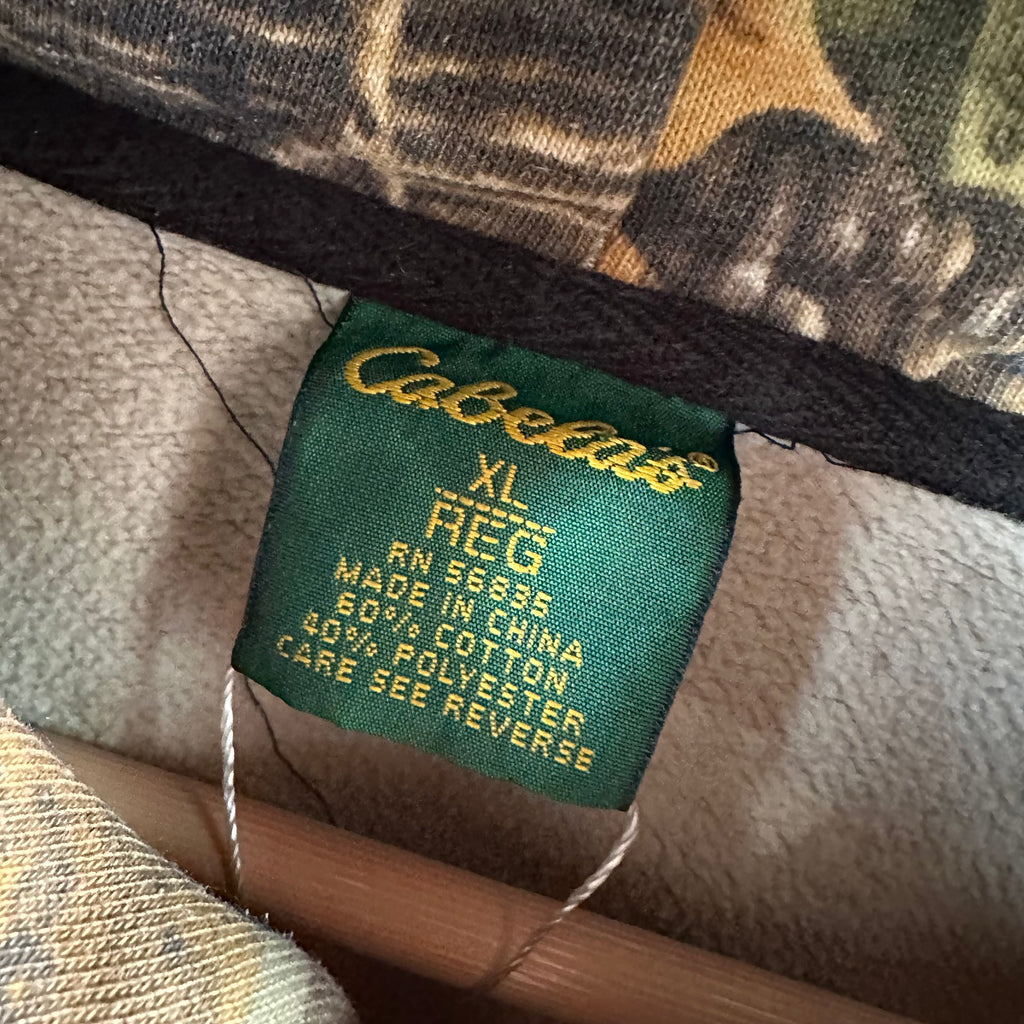 Cabela's®
XL
REG
RN 56835
MADE IN CHINA
60% COTTON
40% POLYESTER
CARE SEE REVERSE